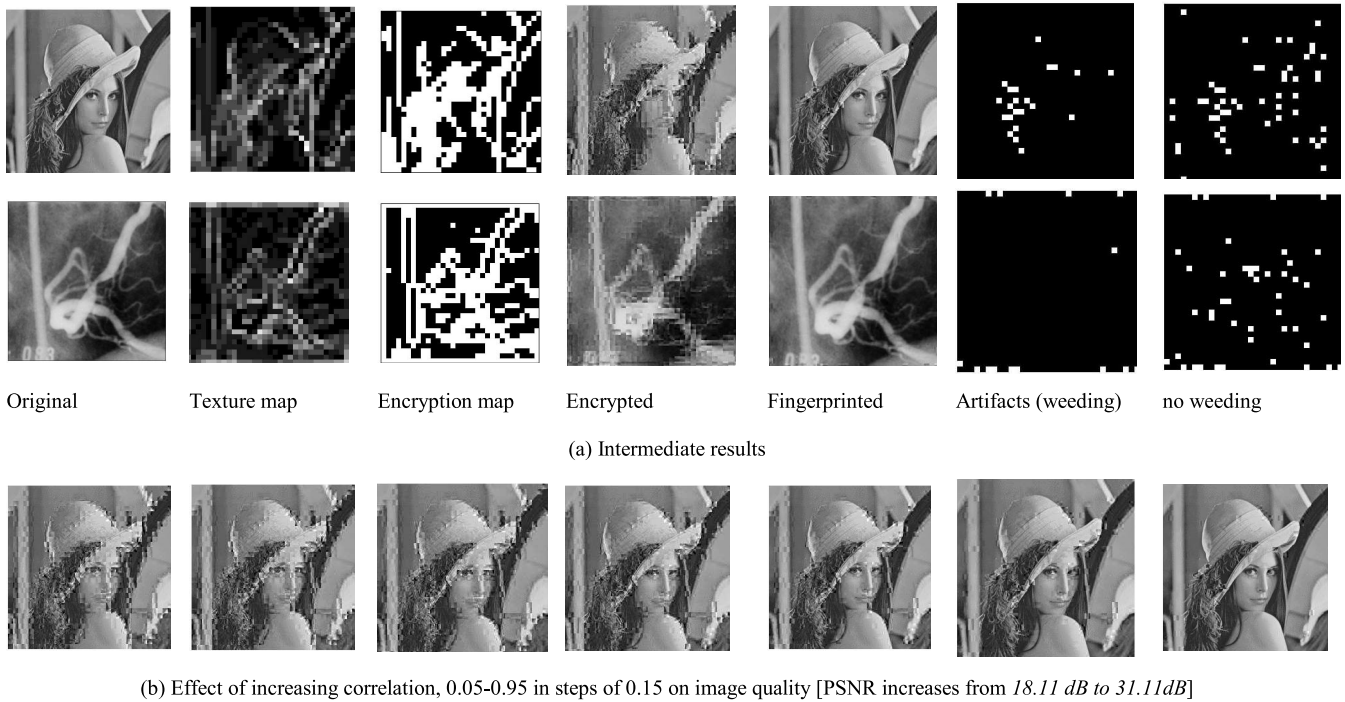 083
083
Original
Texture map
Encryption map
Encrypted
Fingerprinted
Artifacts (weeding)
no weeding
(a) Intermediate results
(b) Effect of increasing correlation, 0.05-0.95 in steps of 0.15 on image quality [PSNR increases from 18.11 dB to 31.11dB]